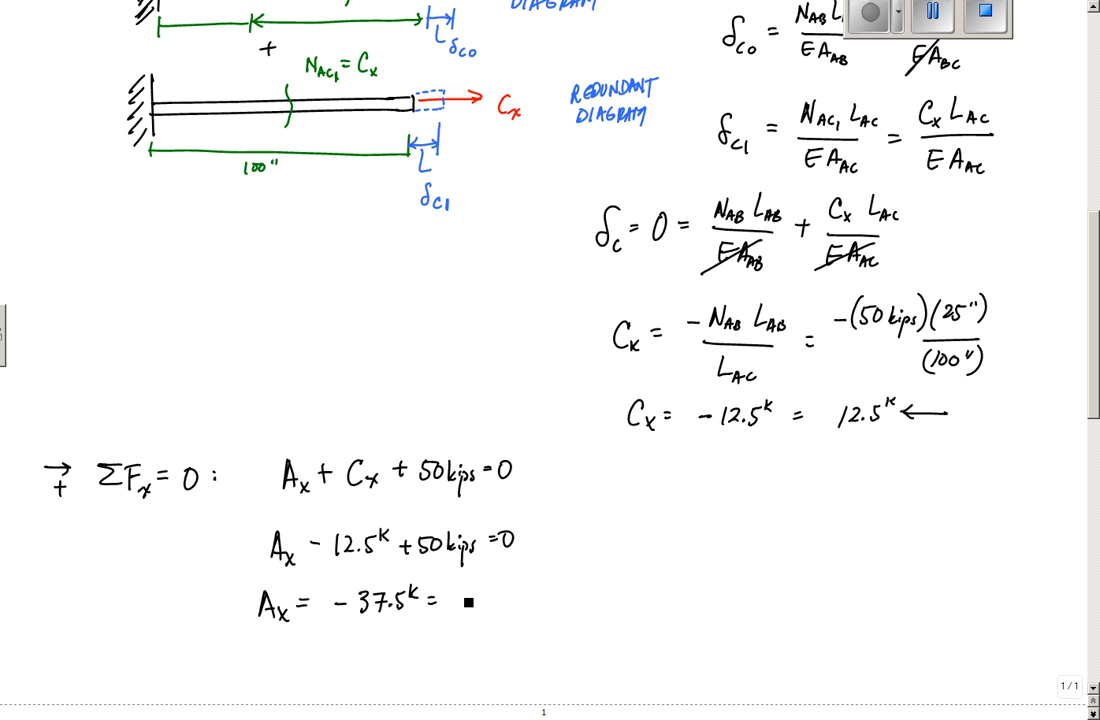 DIAGRAM
δC0
δC0 = NAB L
EAAB
EABC
+
NAC1 = Cx
Cx
REDUNDANT
DIAGRAM
100"
δC1
δC1 = NAC1 LAC / EAAC = Cx LAC / EAAC
δC = 0 = NAB LAB / EAAB + Cx LAC / EAAC
Cx = -NAB LAB / LAC = -(50kips)(25") / (100")
Cx = -12.5k = 12.5k ←
→+ ΣFx = 0 : Ax + Cx + 50kips = 0
Ax - 12.5k + 50kips = 0
Ax = - 37.5k =
1/1
1